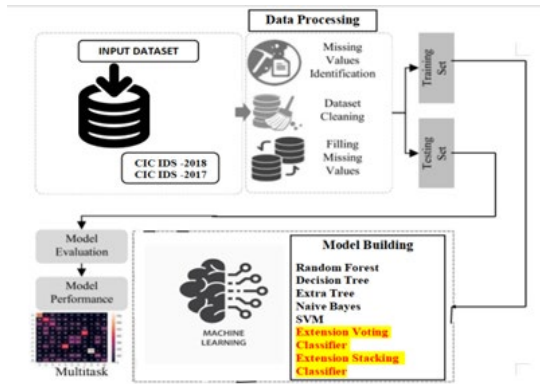 Data Processing
INPUT DATASET
CIC IDS -2018
CIC IDS -2017
Missing
Values
Identification
Dataset
Cleaning
Filling
Missing
Values
Training
Set
Testing
Set
Model
Evaluation
Model
Performance
Multitask
MACHINE
LEARNING
Model Building
Random Forest
Decision Tree
Extra Tree
Naive Bayes
SVM
Extension Voting
Classifier
Extension Stacking
Classifier